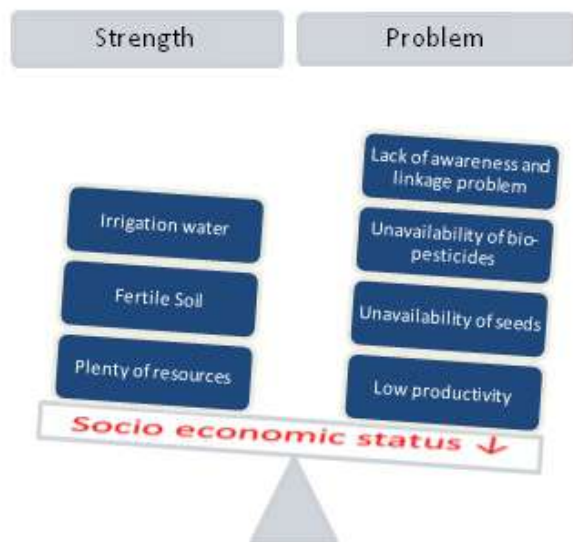 Strength
Problem
Irrigation water
Fertile Soil
Plenty of resources
Lack of awareness and
linkage problem
Unavailability of bio-
pesticides
Unavailability of seeds
Low productivity
Socio economic status ↓